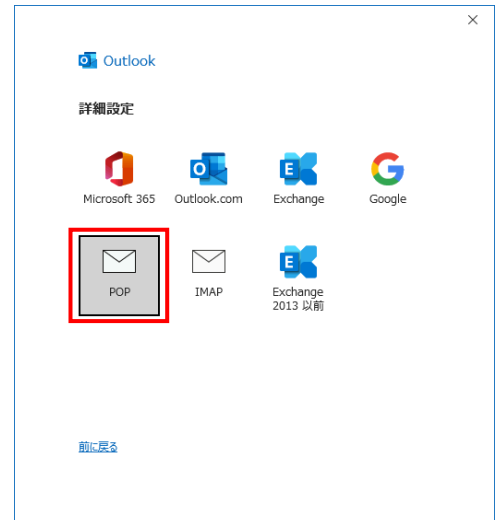 Outlook
詳細設定
Microsoft 365
Outlook.com
Exchange
Google
POP
IMAP
Exchange
2013 以前
前に戻る